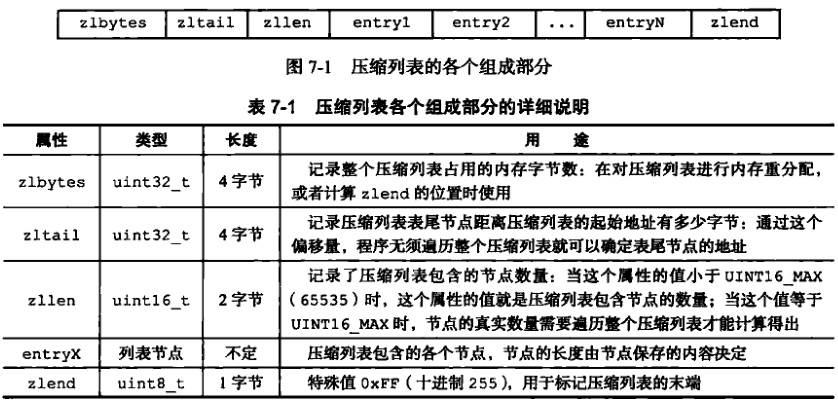 zlbytes zltail zllen entry1 entry2 ... entryN zlend
图 7-1 压缩列表的各个组成部分
表 7-1 压缩列表各个组成部分的详细说明
属性 类型 长度 用 途
zlbytes uint32_t 4 字节 记录整个压缩列表占用的内存字节数：在对压缩列表进行内存重分配，
或者计算 zlend 的位置时使用
zltail uint32_t 4 字节 记录压缩列表表尾节点距离压缩列表的起始地址有多少字节：通过这个
偏移量，程序无须遍历整个压缩列表就可以确定表尾节点的地址
zllen uint16_t 2 字节 记录了压缩列表包含的节点数量：当这个属性的值小于 UINT16_MAX
（65535）时，这个属性的值就是压缩列表包含节点的数量；当这个值等于
UINT16_MAX 时，节点的真实数量需要遍历整个压缩列表才能计算得出
entryX 列表节点 不定 压缩列表包含的各个节点，节点的长度由节点保存的内容决定
zlend uint8_t 1 字节 特殊值 0xFF（十进制 255），用于标记压缩列表的末端